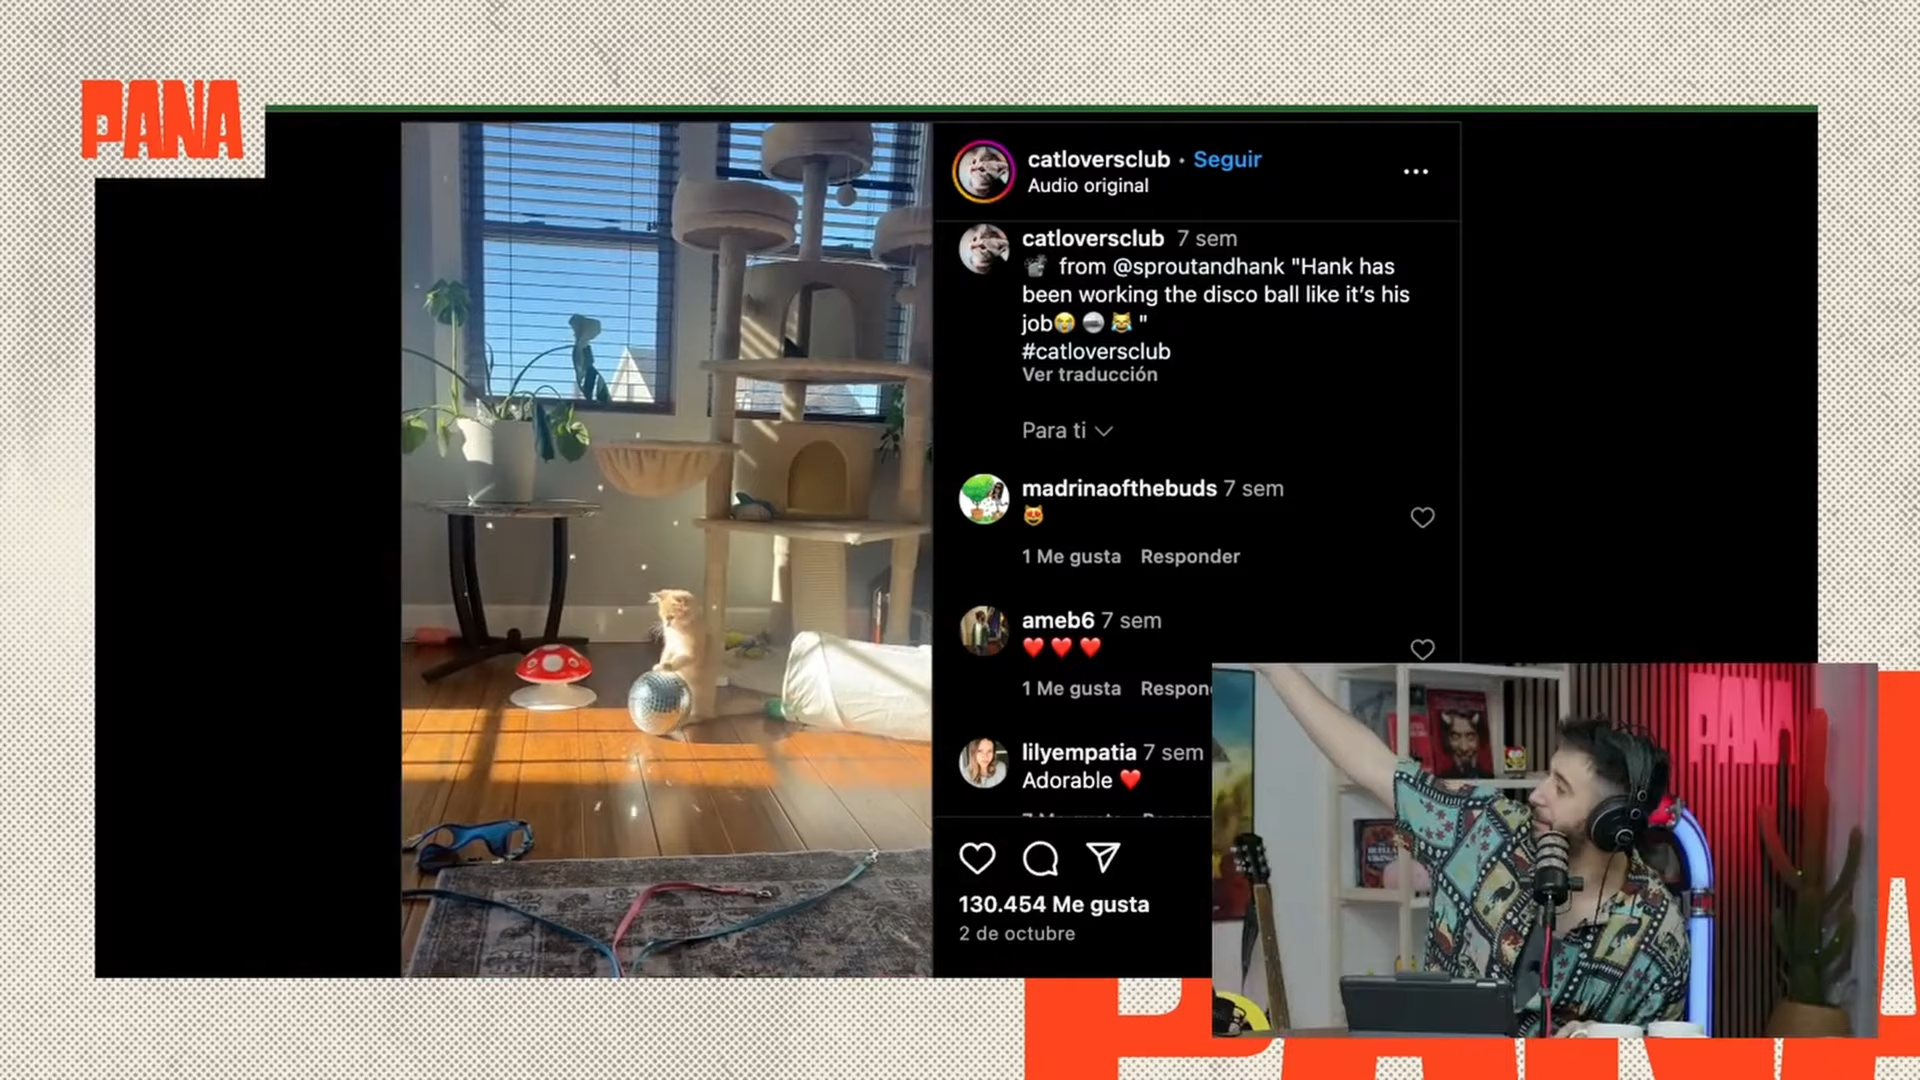 PANA
catloversclub • Seguir
Audio original
catloversclub 7 sem
from @sproutandhank "Hank has
been working the disco ball like it's his
job😭🪩😹"
#catloversclub
Ver traducción
Para ti
madrinaofthebuds 7 sem
😻
1 Me gusta Responder
ameb6 7 sem
❤️❤️❤️
1 Me gusta
lilyempatia 7 sem
Adorable ❤️
130.454 Me gusta
2 de octubre
PANA